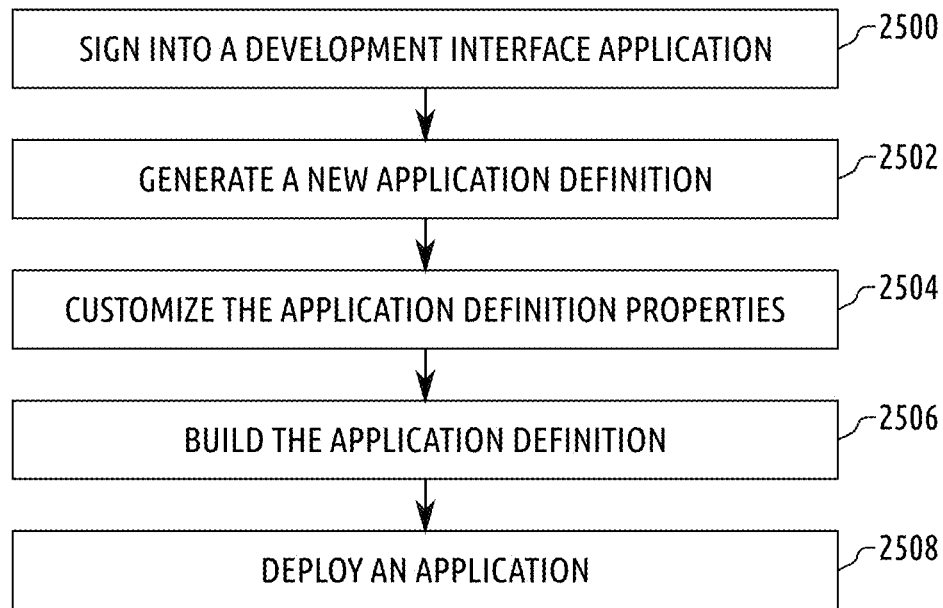 SIGN INTO A DEVELOPMENT INTERFACE APPLICATION
2500
GENERATE A NEW APPLICATION DEFINITION
2502
CUSTOMIZE THE APPLICATION DEFINITION PROPERTIES
2504
BUILD THE APPLICATION DEFINITION
2506
DEPLOY AN APPLICATION
2508